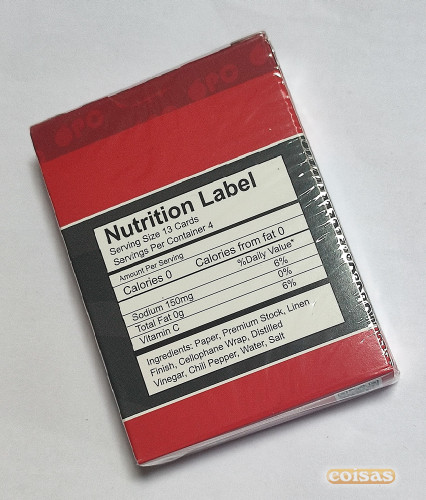 Nutrition Label
Serving Size 13 Cards
Servings Per Container 4
Amount Per Serving
Calories 0 Calories from fat 0
%Daily Value*
Sodium 150mg 6%
Total Fat 0g 0%
Vitamin C 6%
Ingredients: Paper, Premium Stock, Linen
Finish, Cellophane Wrap, Distilled
Vinegar, Chili Pepper, Water, Salt
coisas